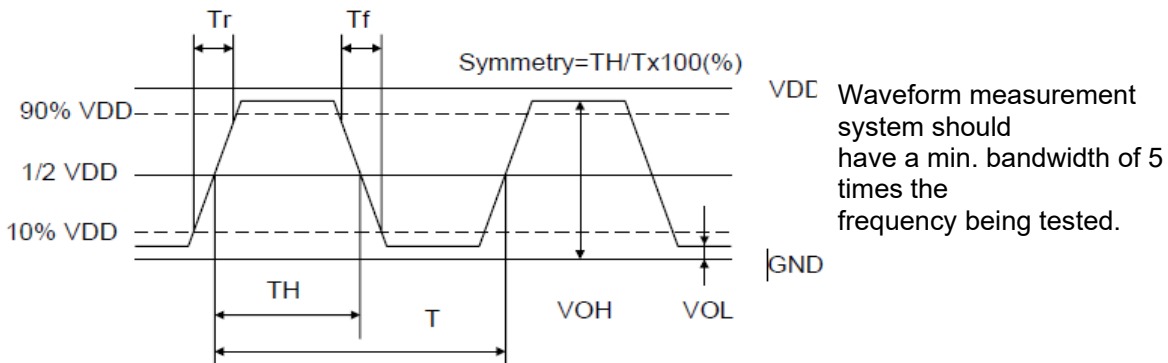 Tr
Tf
Symmetry=TH/Tx100(%)
VDD
90% VDD
Waveform measurement
system should
have a min. bandwidth of 5
times the
frequency being tested.
1/2 VDD
10% VDD
GND
TH
T
VOH
VOL